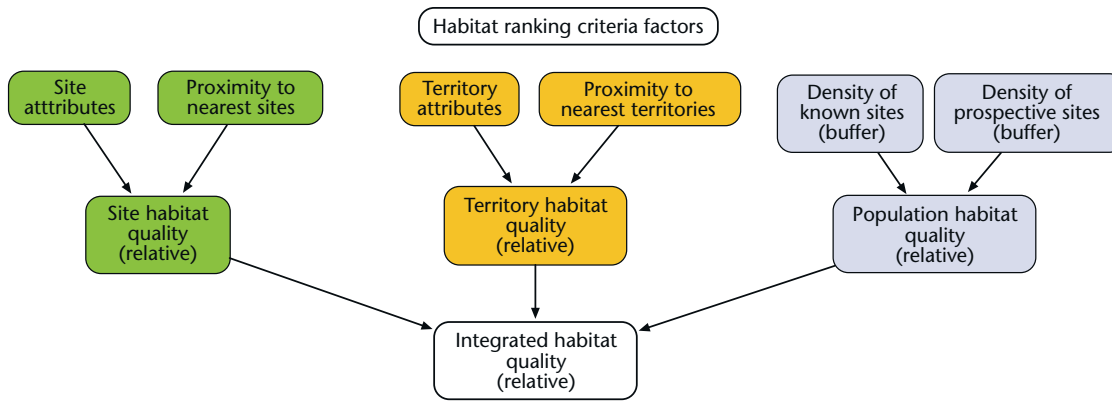 Habitat ranking criteria factors
Site
atttributes
Proximity to
nearest sites
Territory
attributes
Proximity to
nearest territories
Density of
known sites
(buffer)
Density of
prospective sites
(buffer)
Site habitat
quality
(relative)
Territory habitat
quality
(relative)
Population habitat
quality
(relative)
Integrated habitat
quality
(relative)